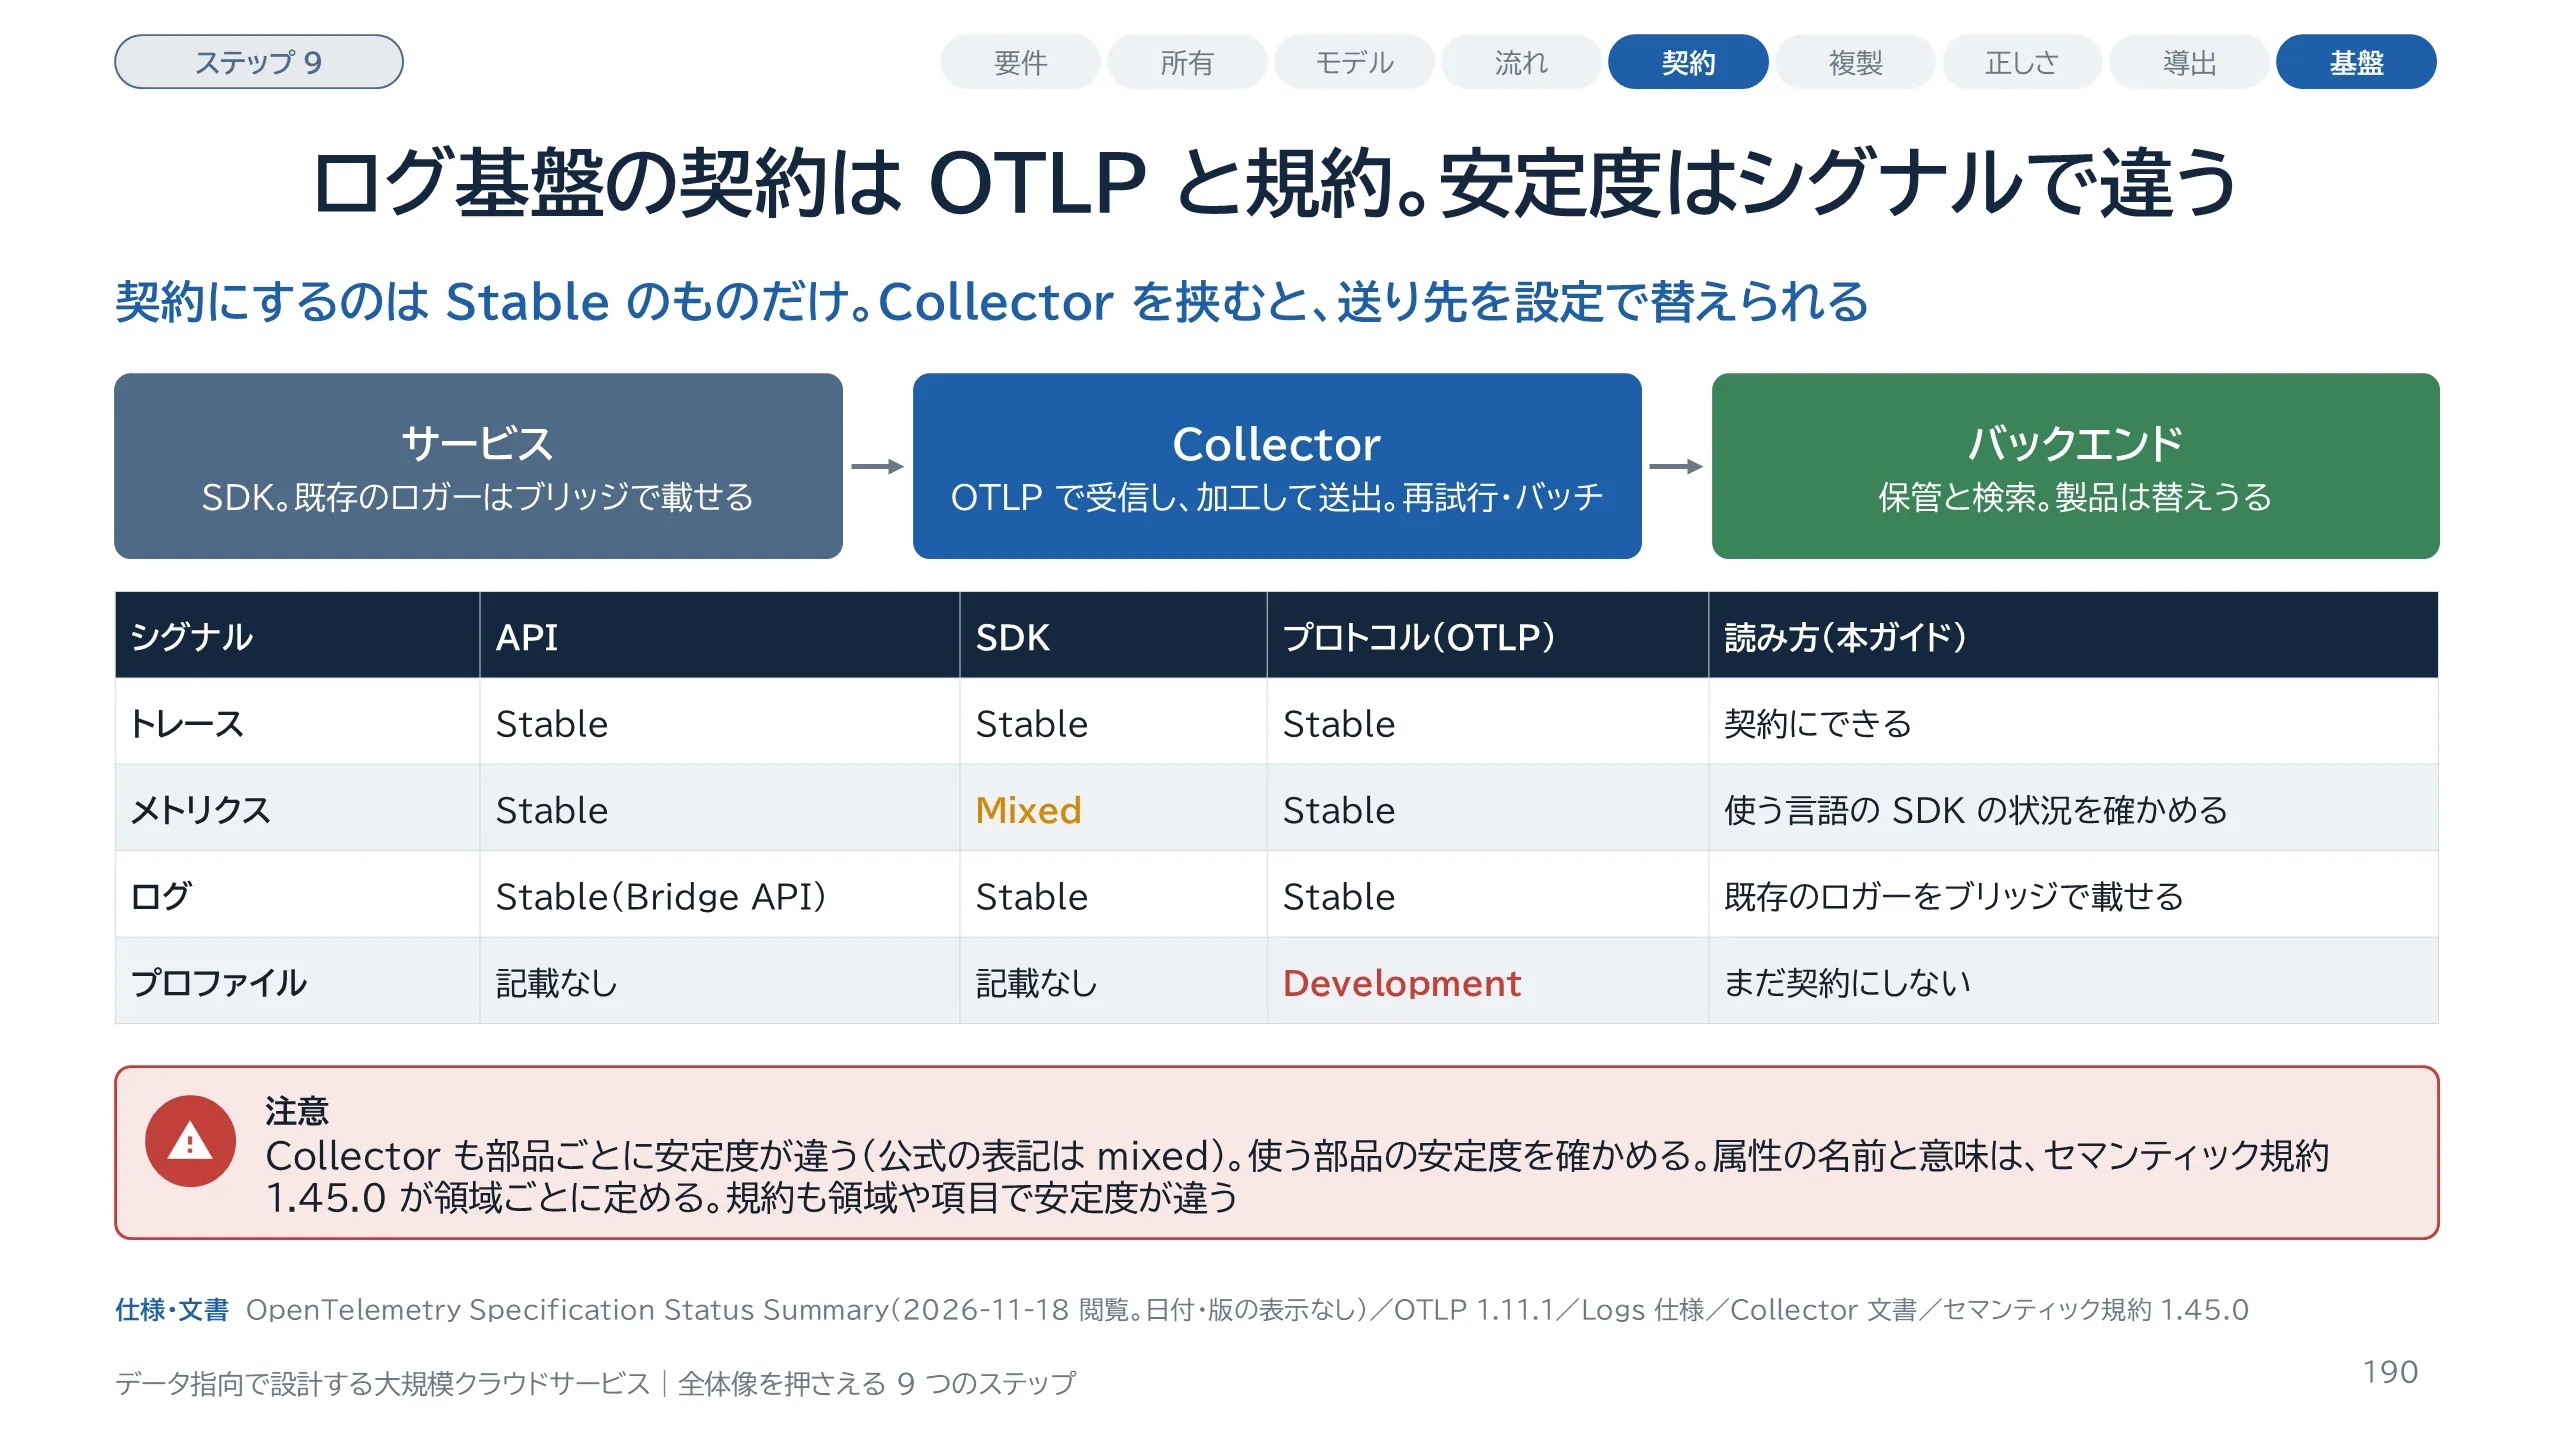 ステップ 9
要件 所有 モデル 流れ 契約 複製 正しさ 導出 基盤
ログ基盤の契約は OTLP と規約。安定度はシグナルで違う
契約にするのは Stable のものだけ。Collector を挟むと、送り先を設定で替えられる
サービス
SDK。既存のロガーはブリッジで載せる
Collector
OTLP で受信し、加工して送出。再試行・バッチ
バックエンド
保管と検索。製品は替えうる
シグナル API SDK プロトコル（OTLP） 読み方（本ガイド）
トレース Stable Stable Stable 契約にできる
メトリクス Stable Mixed Stable 使う言語の SDK の状況を確かめる
ログ Stable（Bridge API） Stable Stable 既存のロガーをブリッジで載せる
プロファイル 記載なし 記載なし Development まだ契約にしない
注意
Collector も部品ごとに安定度が違う（公式の表記は mixed）。使う部品の安定度を確かめる。属性の名前と意味は、セマンティック規約
1.45.0 が領域ごとに定める。規約も領域や項目で安定度が違う
仕様・文書 OpenTelemetry Specification Status Summary（2026-11-18 閲覧。日付・版の表示なし）／OTLP 1.11.1／Logs 仕様／Collector 文書／セマンティック規約 1.45.0
データ指向で設計する大規模クラウドサービス｜全体像を押さえる 9 つのステップ
190